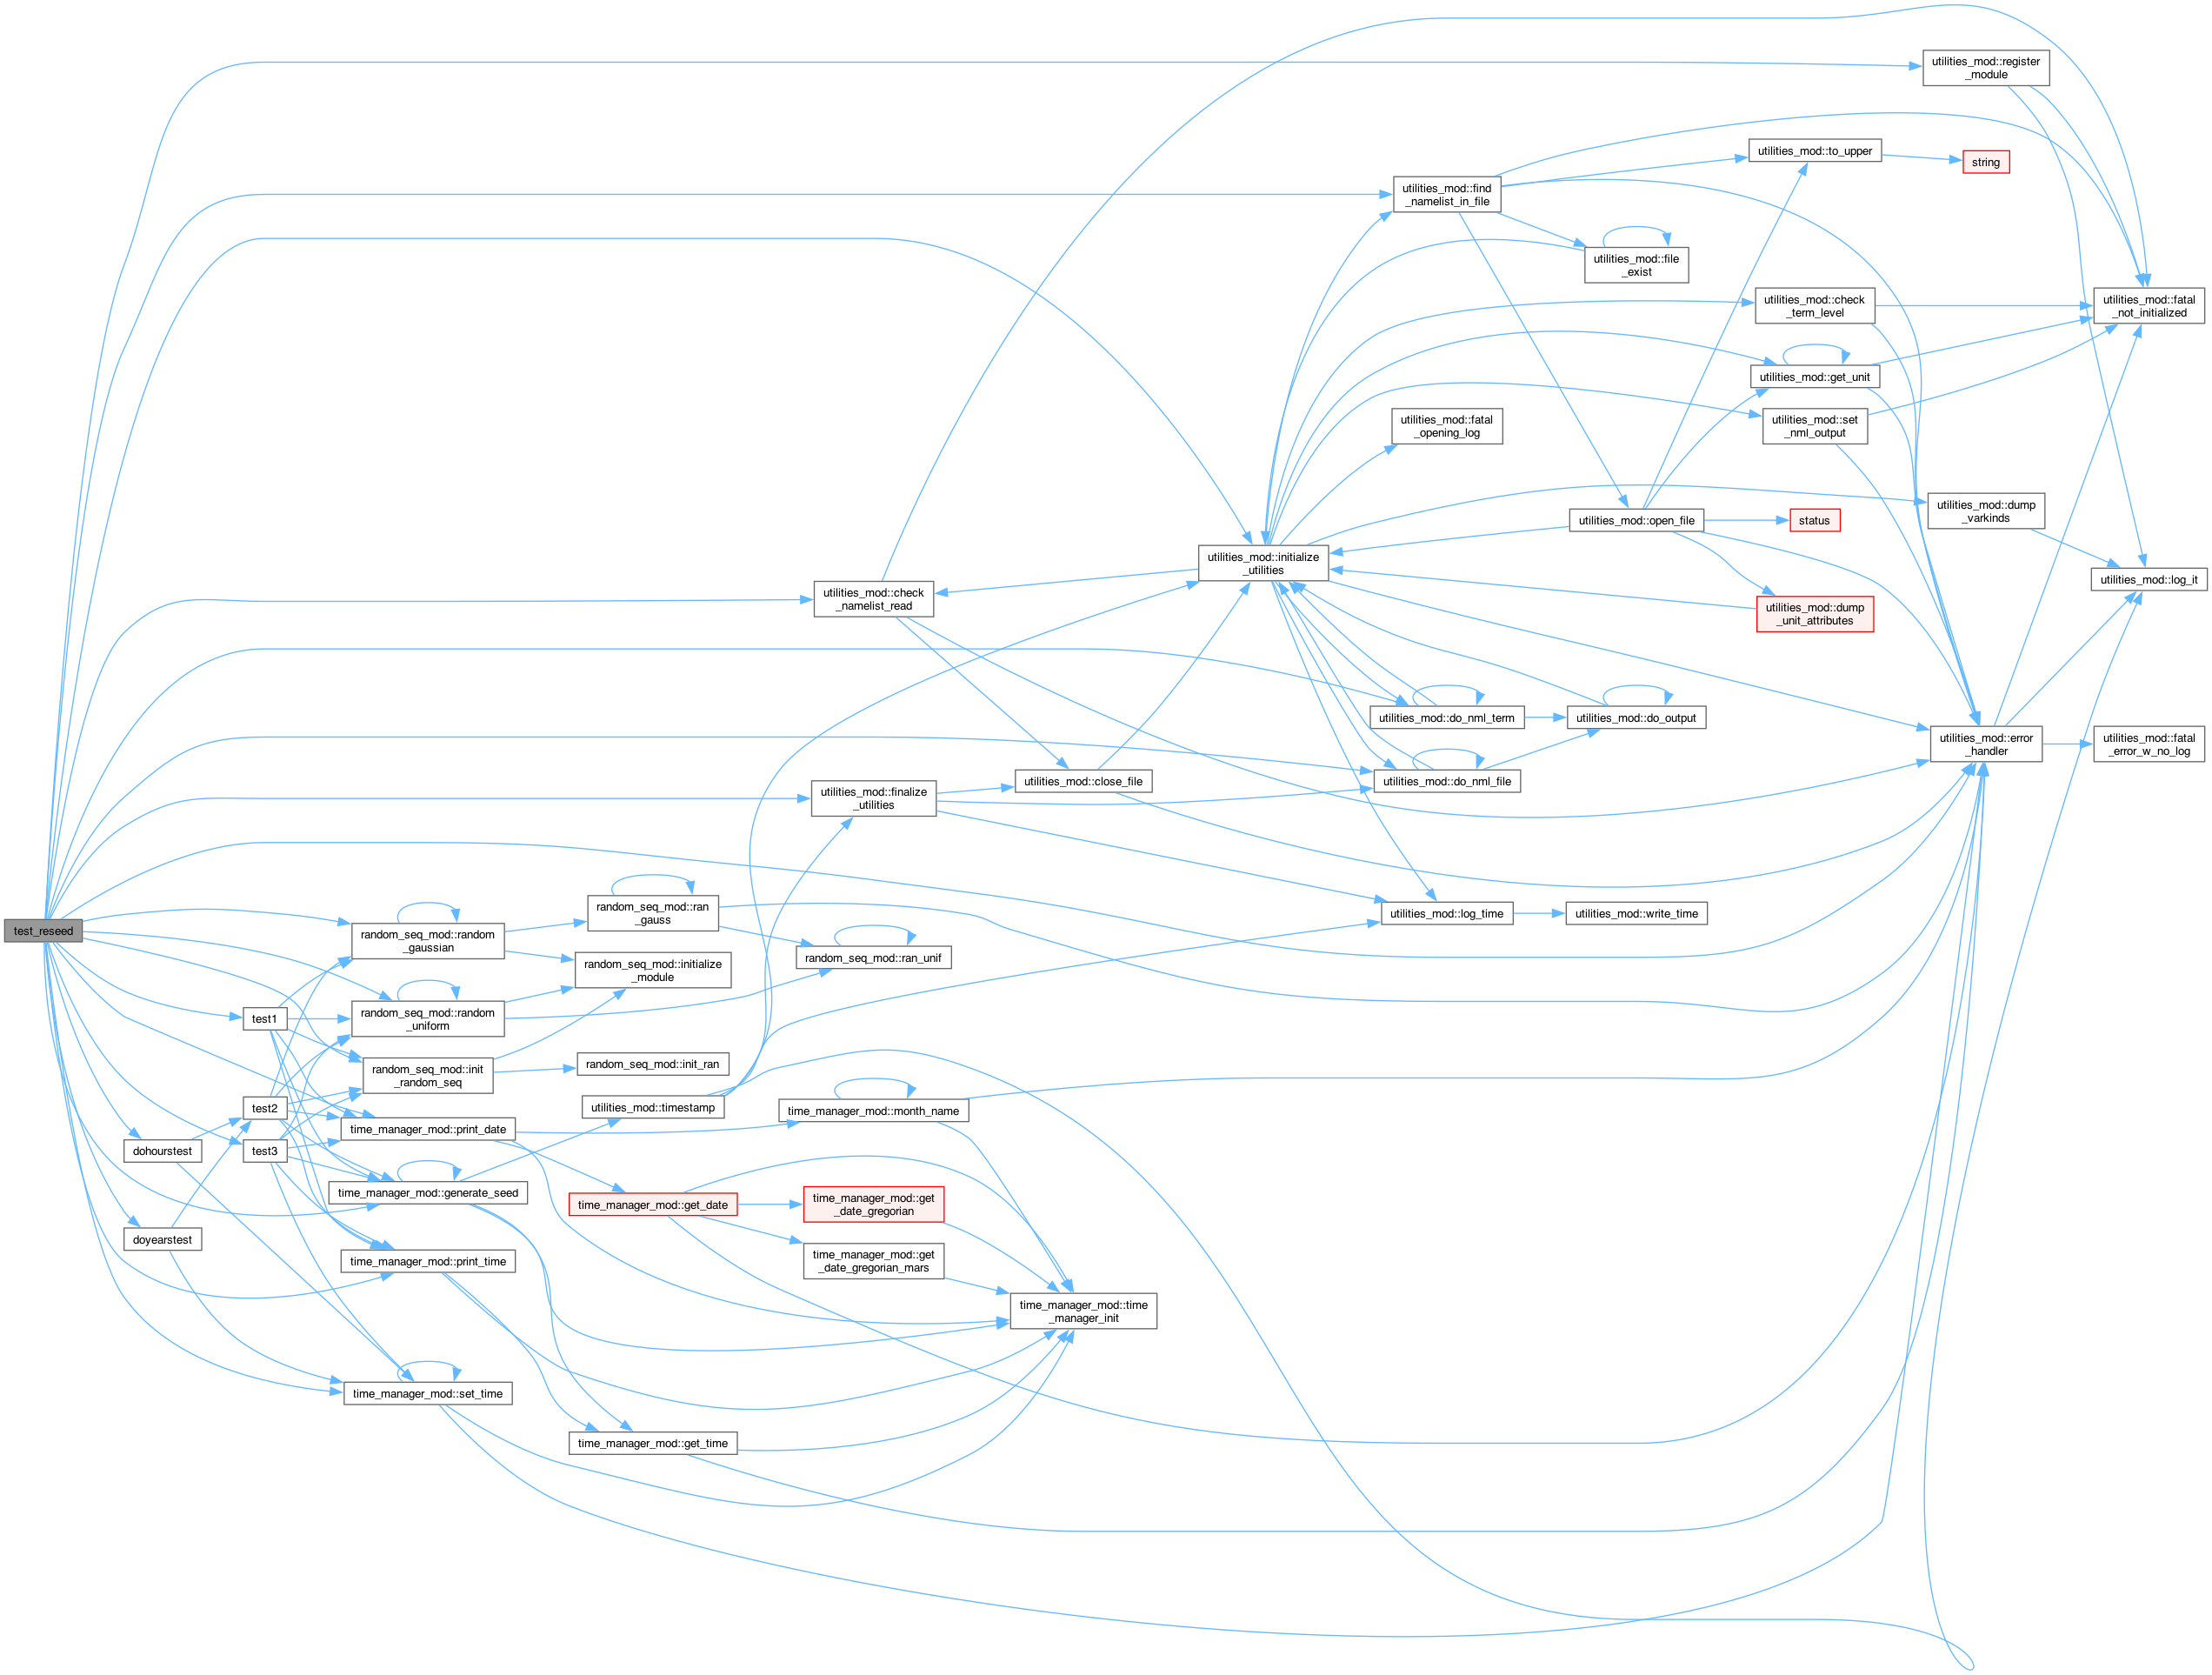 utilities_mod::register
_module
utilities_mod::to_upper
string
utilities_mod::find
_namelist_in_file
utilities_mod::file
_exist
utilities_mod::check
_term_level
utilities_mod::fatal
_not_initialized
utilities_mod::get_unit
utilities_mod::set
_nml_output
utilities_mod::fatal
_opening_log
utilities_mod::dump
_varkinds
utilities_mod::open_file
status
utilities_mod::initialize
_utilities
utilities_mod::log_it
utilities_mod::check
_namelist_read
utilities_mod::dump
_unit_attributes
utilities_mod::do_nml_term
utilities_mod::do_output
utilities_mod::error
_handler
utilities_mod::fatal
_error_w_no_log
utilities_mod::close_file
utilities_mod::do_nml_file
utilities_mod::finalize
_utilities
random_seq_mod::ran
_gauss
utilities_mod::log_time
utilities_mod::write_time
test_reseed
random_seq_mod::random
_gaussian
random_seq_mod::ran_unif
random_seq_mod::initialize
_module
test1
random_seq_mod::random
_uniform
random_seq_mod::init
_random_seq
random_seq_mod::init_ran
test2
utilities_mod::timestamp
time_manager_mod::month_name
time_manager_mod::print_date
dohourstest
test3
time_manager_mod::generate_seed
time_manager_mod::get_date
time_manager_mod::get
_date_gregorian
doyearstest
time_manager_mod::print_time
time_manager_mod::get
_date_gregorian_mars
time_manager_mod::time
_manager_init
time_manager_mod::set_time
time_manager_mod::get_time